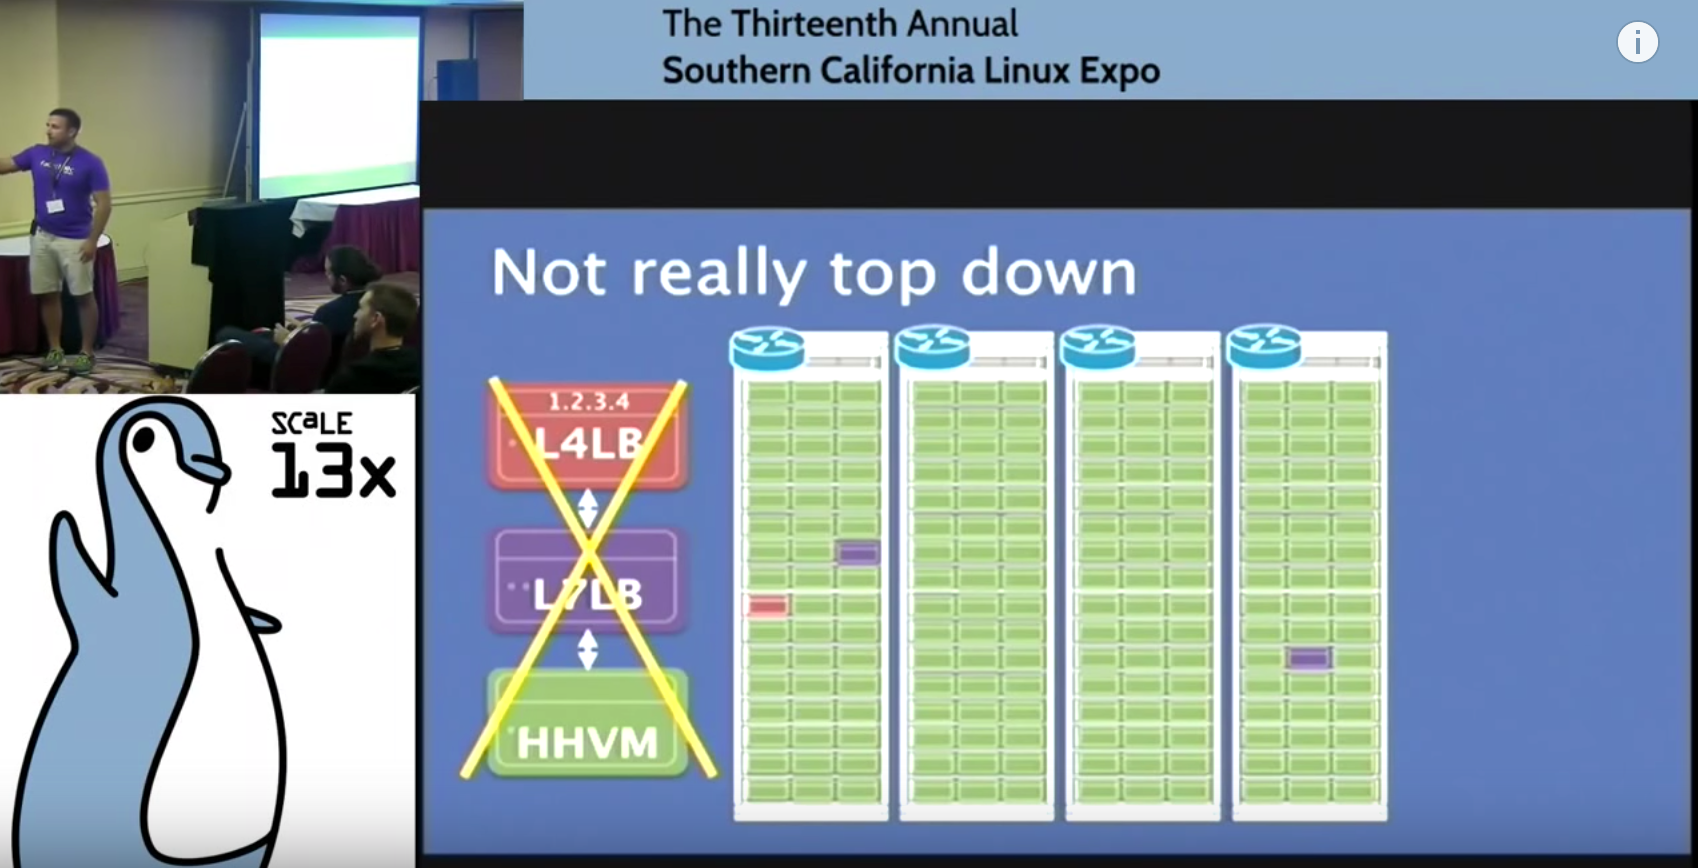 The Thirteenth Annual
Southern California Linux Expo
i
Not really top down
1.2.3.4
L4LB
L7LB
HHVM
SCaLE
13x